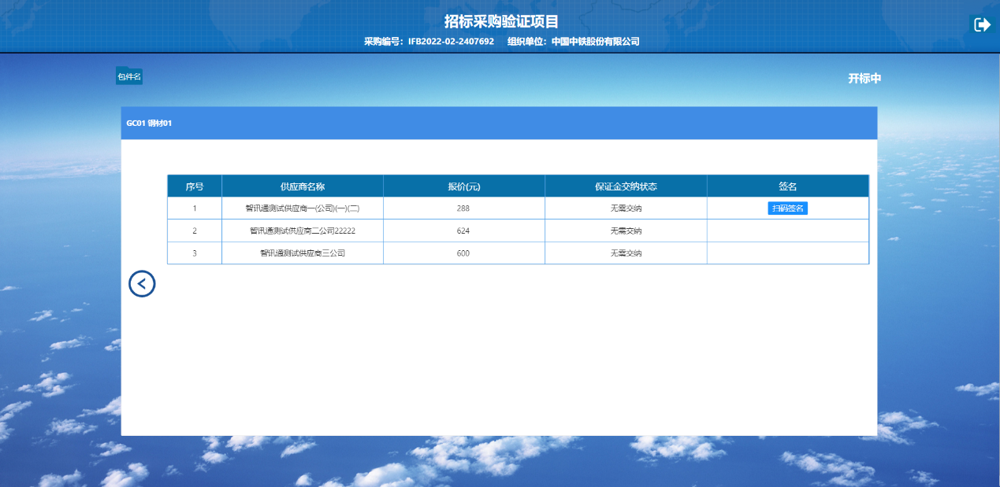 招标采购验证项目
采购编号：IFB2022-02-2407692 组织单位：中国中铁股份有限公司
包件名
开标中
GC01 钢材01
序号 供应商名称 报价(元) 保证金交纳状态 签名
1 智讯通测试供应商一(公司)(一)(二) 288 无需交纳 扫码签名
2 智讯通测试供应商二公司22222 624 无需交纳
3 智讯通测试供应商三公司 600 无需交纳